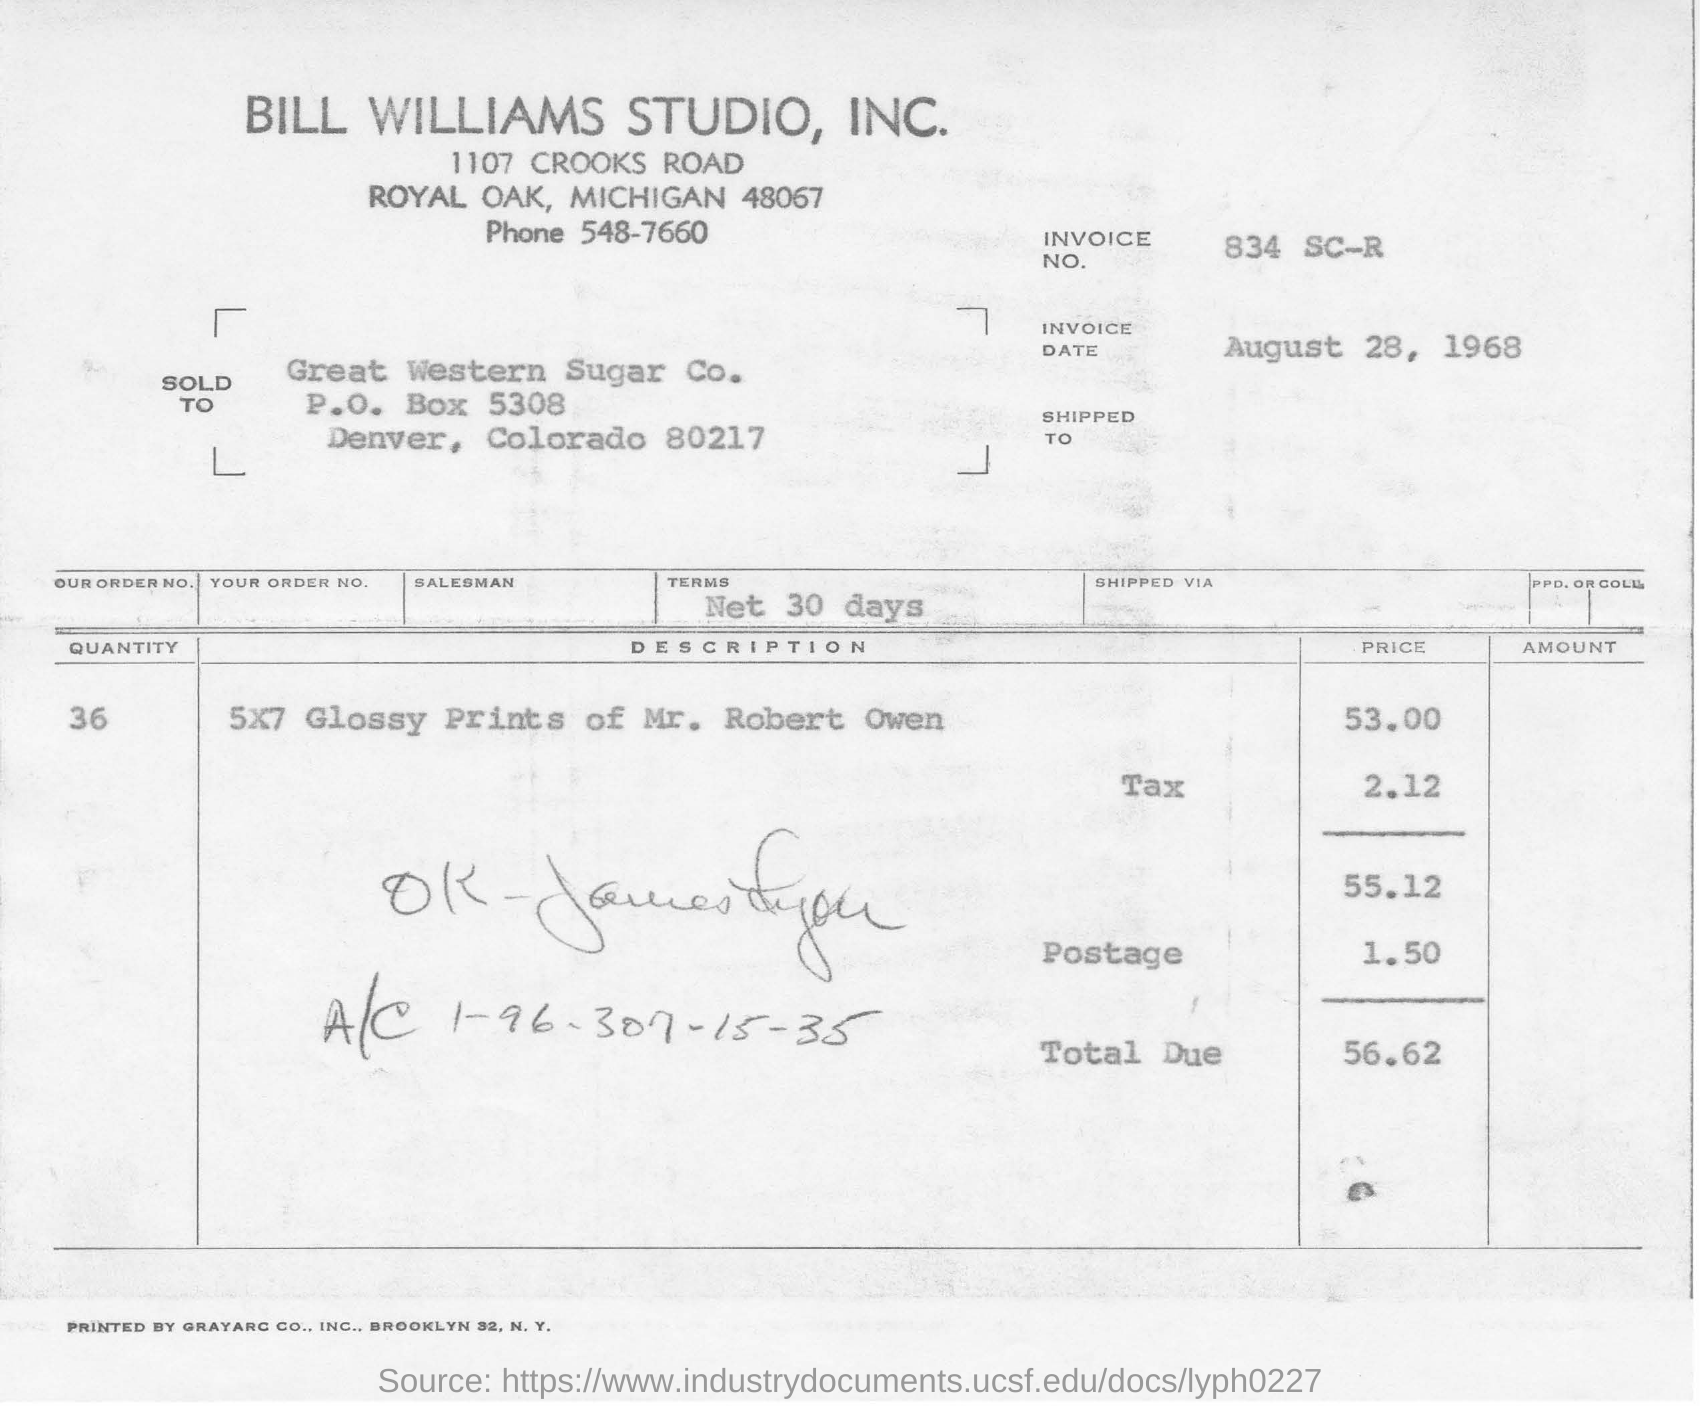 BILL WILLIAMS STUDIO, INC.
1107 CROOKS ROAD
ROYAL OAK, MICHIGAN 48067
Phone 548-7660
INVOICE NO. 834 SC-R
INVOICE DATE August 28, 1968
SHIPPED TO
SOLD TO
Great Western Sugar Co.
P.O. Box 5308
Denver, Colorado 80217
OUR ORDER NO. YOUR ORDER NO. SALESMAN TERMS SHIPPED VIA PPD. OR COLL.
Net 30 days
QUANTITY DESCRIPTION PRICE AMOUNT
36 5X7 Glossy Prints of Mr. Robert Owen 53.00
Tax 2.12
55.12
OK-James Lyon
Postage 1.50
A/C 1-96-307-15-35
Total Due 56.62
PRINTED BY GRAYARC CO., INC., BROOKLYN 32, N. Y.
Source: https://www.industrydocuments.ucsf.edu/docs/lyph0227